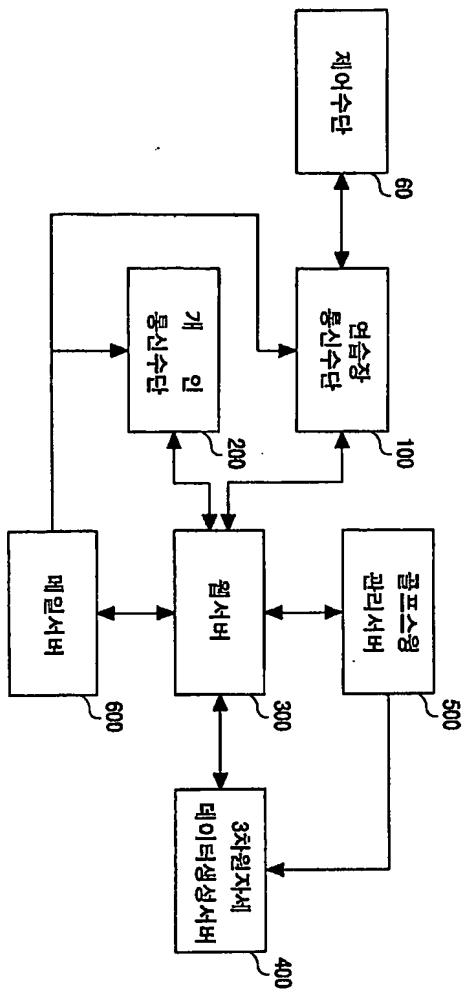 제어수단
60
연습장
통신수단
100
개 인
통신수단
200
골프스윙
관리서버
500
웹서버
300
메일서버
600
3차원자세
데이터생성서버
400